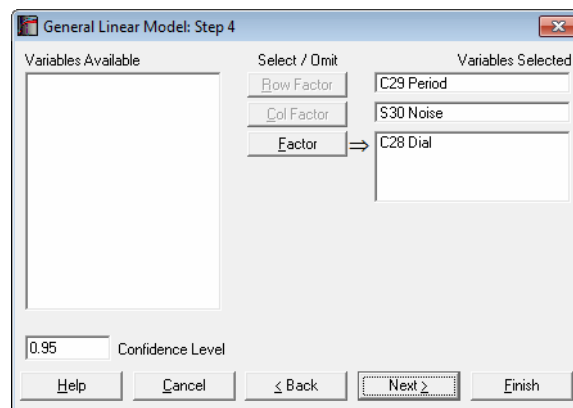 General Linear Model: Step 4
Variables Available
Select / Omit
Variables Selected
Row Factor
C29 Period
Col Factor
S30 Noise
Factor
⇒
C28 Dial
0.95
Confidence Level
Help
Cancel
< Back
Next >
Finish